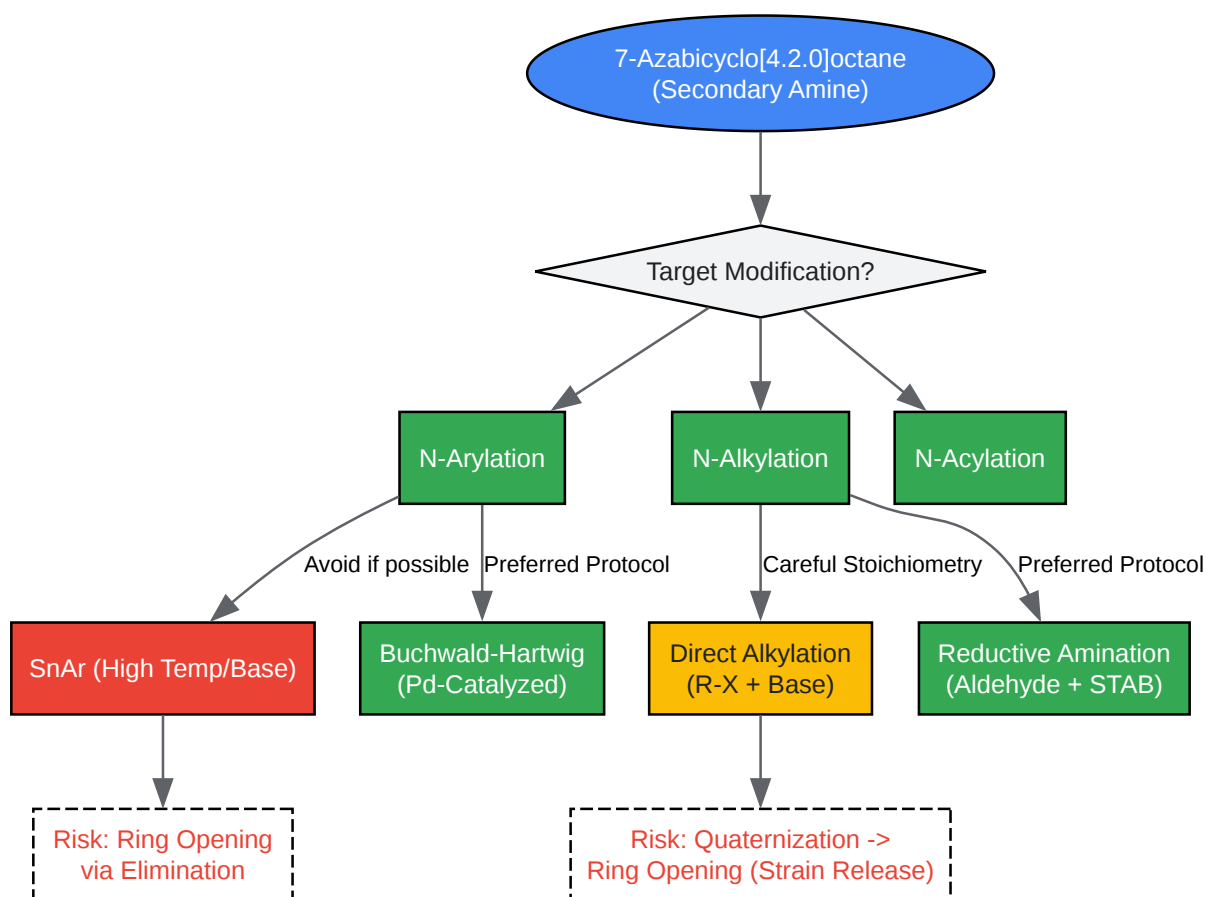 7-Azabicyclo[4.2.0]octane
(Secondary Amine)
Target Modification?
N-Arylation
N-Alkylation
N-Acylation
Avoid if possible
Preferred Protocol
Careful Stoichiometry
Preferred Protocol
SnAr (High Temp/Base)
Buchwald-Hartwig
(Pd-Catalyzed)
Direct Alkylation
(R-X + Base)
Reductive Amination
(Aldehyde + STAB)
Risk: Ring Opening
via Elimination
Risk: Quaternization ->
Ring Opening (Strain Release)